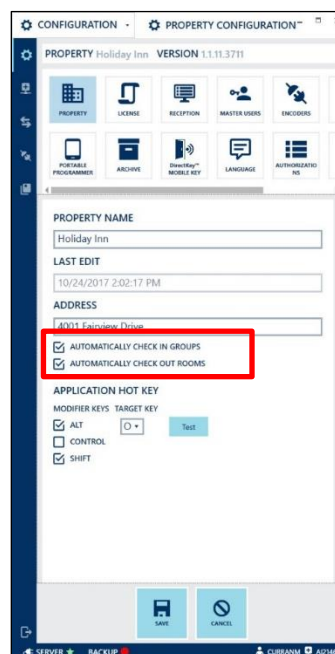 CONFIGURATION PROPERTY CONFIGURATION
PROPERTY Holiday Inn VERSION 1.1.11.3711
PROPERTY LICENSE RECEPTION MASTER USERS ENCODERS
PORTABLE PROGRAMMER ARCHIVE DirectKey™ MOBILE KEY LANGUAGE AUTHORIZATIO NS
PROPERTY NAME
Holiday Inn
LAST EDIT
10/24/2017 2:02:17 PM
ADDRESS
4001 Fairview Drive
AUTOMATICALLY CHECK IN GROUPS
AUTOMATICALLY CHECK OUT ROOMS
APPLICATION HOT KEY
MODIFIER KEYS TARGET KEY
ALT O Test
CONTROL
SHIFT
SAVE CANCEL
SERVER BACKUP CURRANM